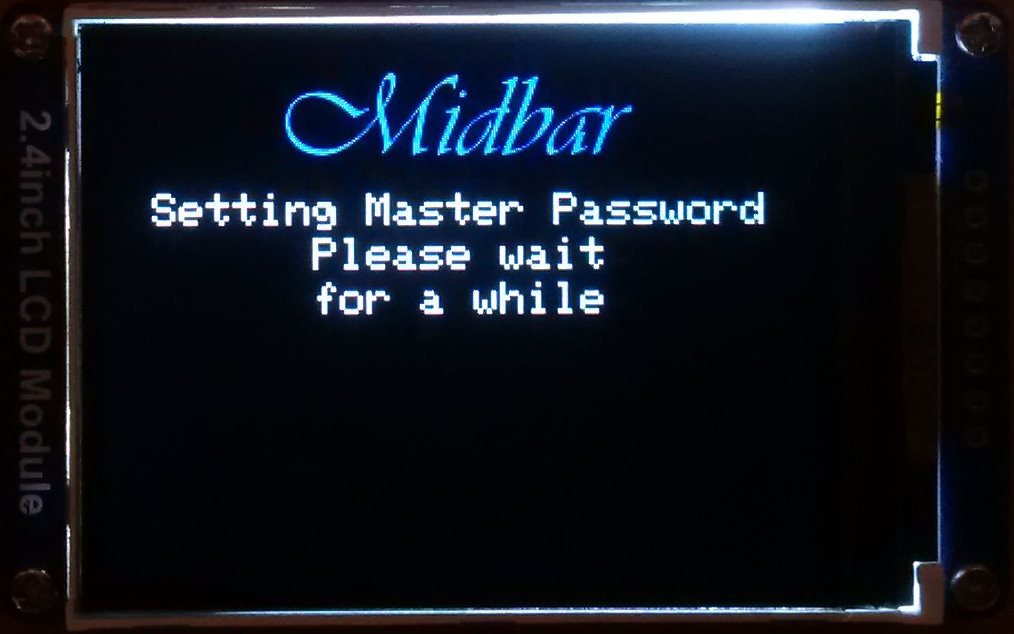 Midbar
Setting Master Password
Please wait
for a while
2.4inch LCD Module